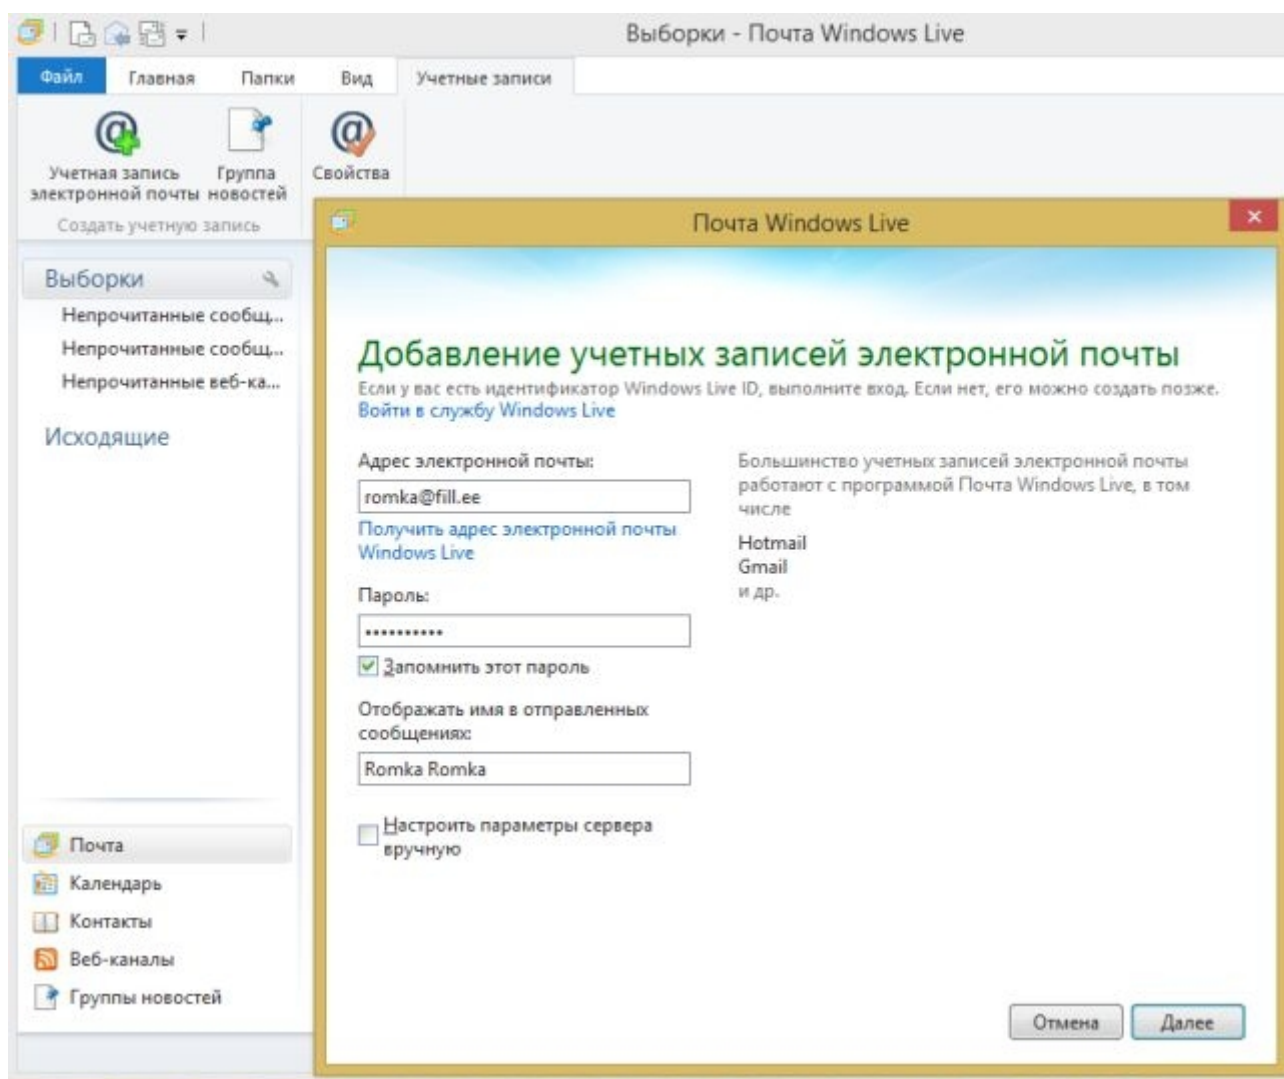 Выборки - Почта Windows Live
Файл Главная Папки Вид Учетные записи
Учетная запись
электронной почты
Группа
новостей
Свойства
Создать учетную запись
Почта Windows Live
Выборки
Непрочитанные сообщ...
Непрочитанные сообщ...
Непрочитанные веб-ка...
Исходящие
Почта
Календарь
Контакты
Веб-каналы
Группы новостей
Добавление учетных записей электронной почты
Если у вас есть идентификатор Windows Live ID, выполните вход. Если нет, его можно создать позже.
Войти в службу Windows Live
Адрес электронной почты:
romka@fill.ee
Получить адрес электронной почты
Windows Live
Пароль:
••••••••••
Запомнить этот пароль
Отображать имя в отправленных
сообщениях:
Romka Romka
Настроить параметры сервера
вручную
Большинство учетных записей электронной почты
работают с программой Почта Windows Live, в том
числе
Hotmail
Gmail
и др.
Отмена Далее